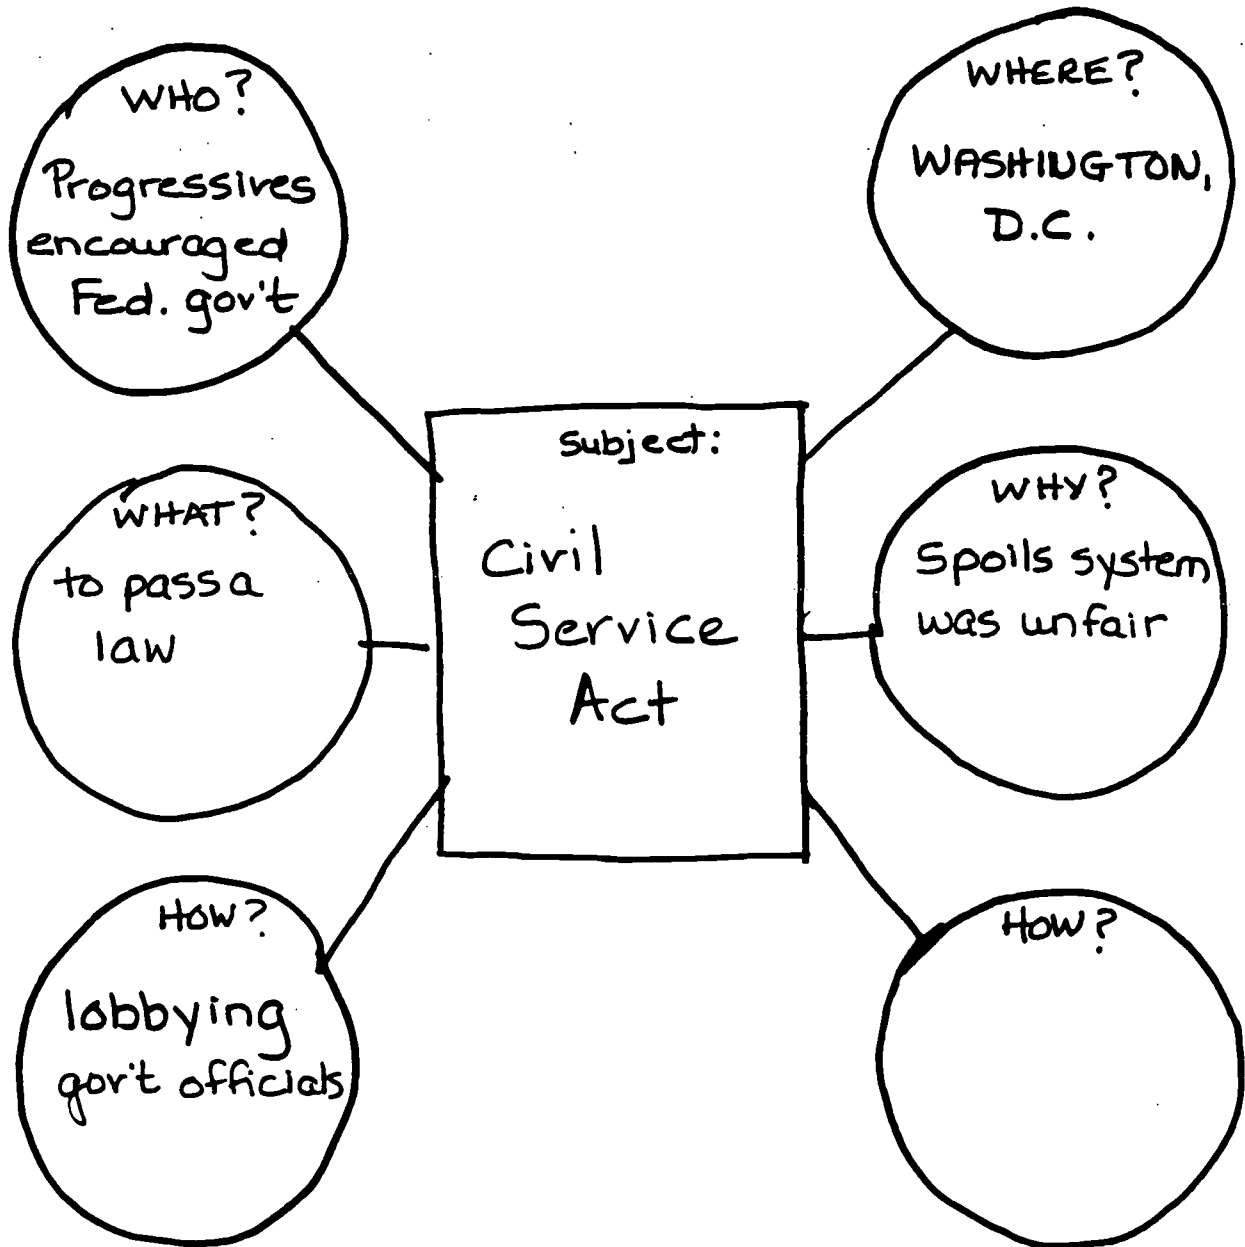 WHO?
Progressives
encouraged
Fed. gov't
WHERE?
WASHINGTON,
D.C.
Subject:
Civil
Service
Act
WHAT?
to pass a
law
WHY?
Spoils system
was unfair
HOW?
lobbying
gov't officials
HOW?